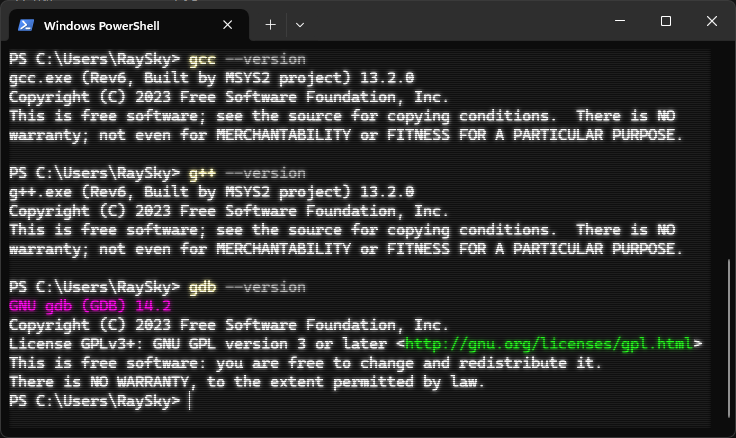 Windows PowerShell
PS C:\Users\RaySky> gcc --version
gcc.exe (Rev6, Built by MSYS2 project) 13.2.0
Copyright (C) 2023 Free Software Foundation, Inc.
This is free software; see the source for copying conditions.  There is NO
warranty; not even for MERCHANTABILITY or FITNESS FOR A PARTICULAR PURPOSE.
PS C:\Users\RaySky> g++ --version
g++.exe (Rev6, Built by MSYS2 project) 13.2.0
Copyright (C) 2023 Free Software Foundation, Inc.
This is free software; see the source for copying conditions.  There is NO
warranty; not even for MERCHANTABILITY or FITNESS FOR A PARTICULAR PURPOSE.
PS C:\Users\RaySky> gdb --version
GNU gdb (GDB) 14.2
Copyright (C) 2023 Free Software Foundation, Inc.
License GPLv3+: GNU GPL version 3 or later <http://gnu.org/licenses/gpl.html>
This is free software: you are free to change and redistribute it.
There is NO WARRANTY, to the extent permitted by law.
PS C:\Users\RaySky>